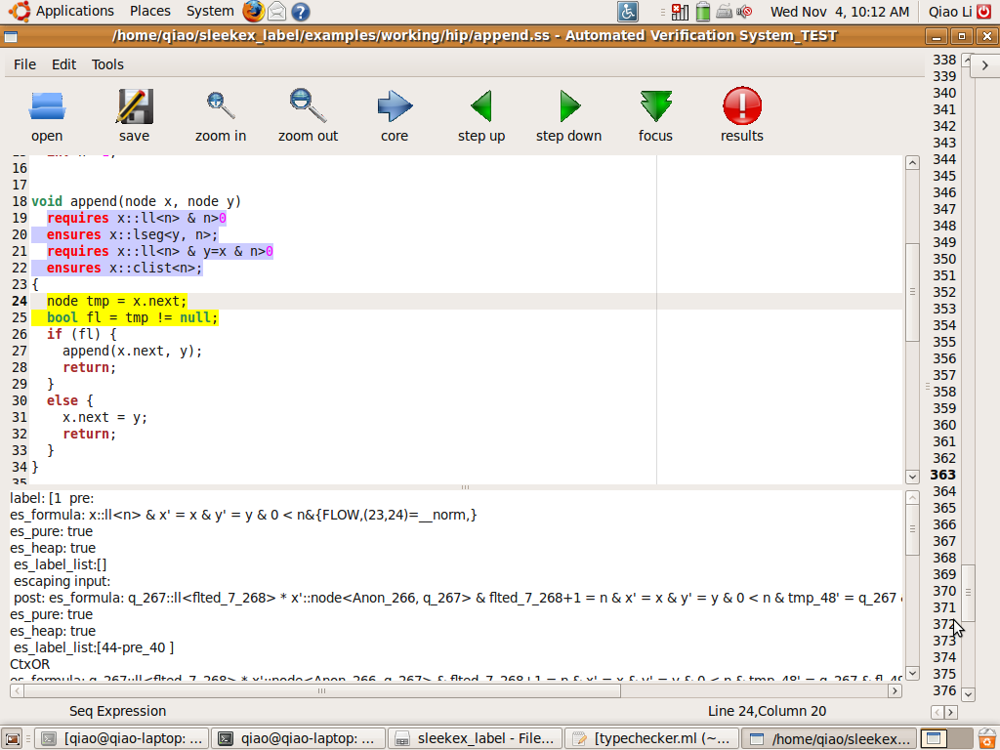 Applications Places System Wed Nov 4, 10:12 AM Qiao Li
/home/qiao/sleekex_label/examples/working/hip/append.ss - Automated Verification System_TEST
File Edit Tools
open save zoom in zoom out core step up step down focus results
16
17
18 void append(node x, node y)
19 requires x::ll<n> & n>0
20 ensures x::lseg<y, n>;
21 requires x::ll<n> & y=x & n>0
22 ensures x::clist<n>;
23 {
24 node tmp = x.next;
25 bool fl = tmp != null;
26 if (fl) {
27 append(x.next, y);
28 return;
29 }
30 else {
31 x.next = y;
32 return;
33 }
34 }
35
label: [1 pre:
es_formula: x::ll<n> & x' = x & y' = y & 0 < n&{FLOW,(23,24)=__norm,}
es_pure: true
es_heap: true
es_label_list:[]
escaping input:
post: es_formula: q_267::ll<flted_7_268> * x'::node<Anon_266, q_267> & flted_7_268+1 = n & x' = x & y' = y & 0 < n & tmp_48' = q_267 &
es_pure: true
es_heap: true
es_label_list:[44-pre_40 ]
CtxOR
es_formula: q_267::ll<flted_7_268> * x'::node<Anon_266, q_267> & flted_7_268+1 = n & x' = x & y' = y & 0 < n & tmp_48' = q_267 & fl_49
338
339
340
341
342
343
344
345
346
347
348
349
350
351
352
353
354
355
356
357
358
359
360
361
362
363
364
365
366
367
368
369
370
371
372
373
374
375
376
Seq Expression Line 24,Column 20
[qiao@qiao-laptop: ... qiao@qiao-laptop: ... sleekex_label - File... [typechecker.ml (~... /home/qiao/sleekex...